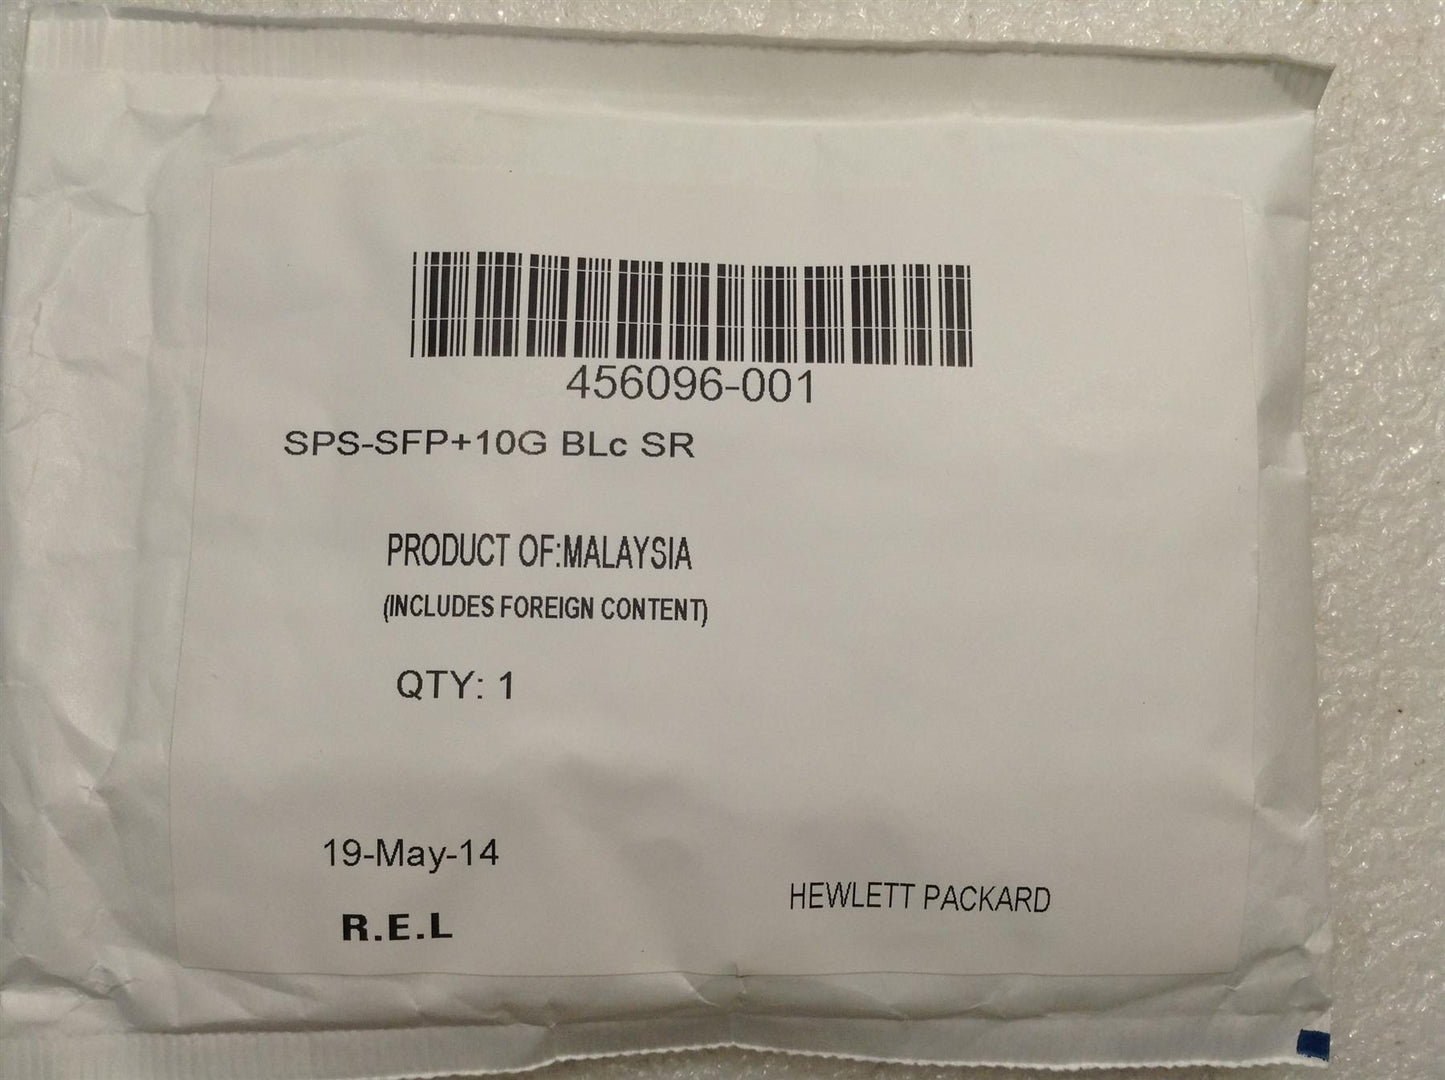 456096-001
SPS-SFP+10G BLc SR
PRODUCT OF:MALAYSIA
(INCLUDES FOREIGN CONTENT)
QTY: 1
19-May-14
HEWLETT PACKARD
R.E.L